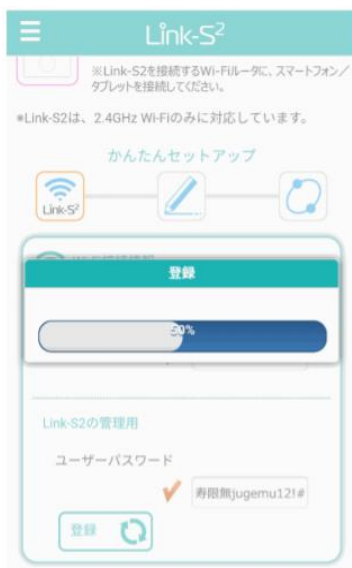 Link-S²
※Link-S2を接続するWi-Fiルータに、スマートフォン／
タブレットを接続してください。
*Link-S2は、2.4GHz Wi-Fiのみに対応しています。
かんたんセットアップ
Link-S²
登録
50%
Link-S2の管理用
ユーザーパスワード
寿限無jugemu12!#
登録